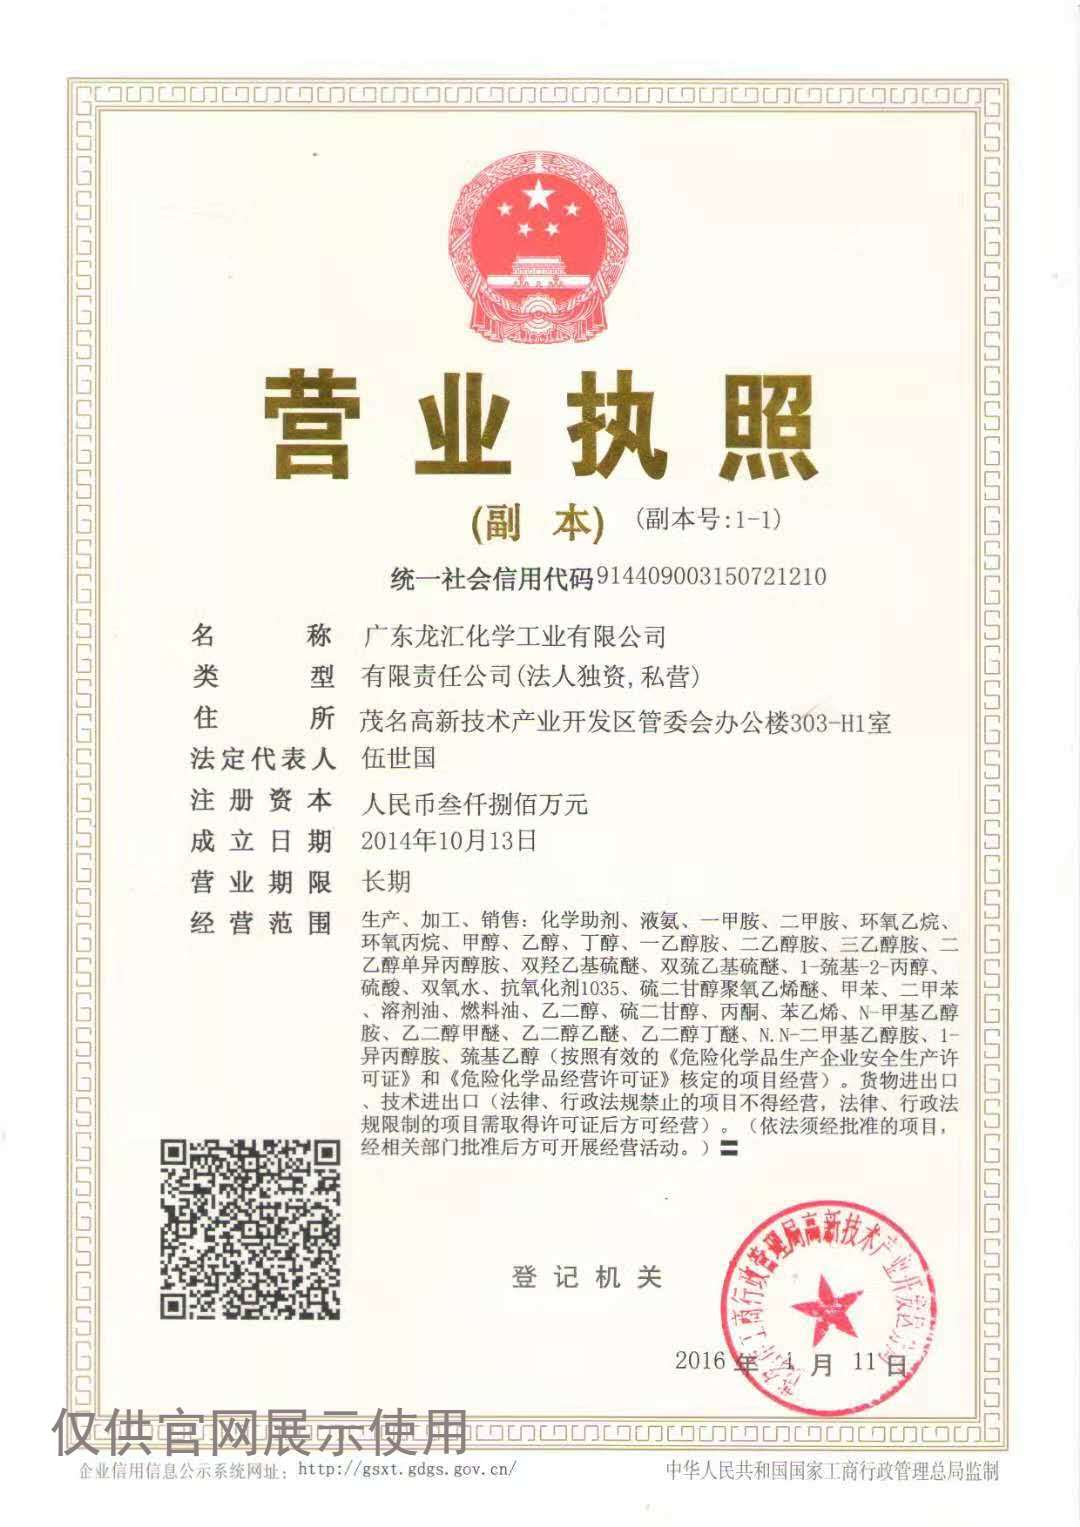 营业执照
(副 本) (副本号:1-1)
统一社会信用代码914409003150721210
名 称 广东龙汇化学工业有限公司
类 型 有限责任公司(法人独资,私营)
住 所 茂名高新技术产业开发区管委会办公楼303-H1室
法定代表人 伍世国
注册资本 人民币叁仟捌佰万元
成立日期 2014年10月13日
营业期限 长期
经营范围 生产、加工、销售：化学助剂、液氨、一甲胺、二甲胺、环氧乙烷、
环氧丙烷、甲醇、乙醇、丁醇、一乙醇胺、二乙醇胺、三乙醇胺、二
乙醇单异丙醇胺、双羟乙基硫醚、双巯乙基硫醚、1-巯基-2-丙醇、
硫酸、双氧水、抗氧化剂1035、硫二甘醇聚氧乙烯醚、甲苯、二甲苯
、溶剂油、燃料油、乙二醇、硫二甘醇、丙酮、苯乙烯、N-甲基乙醇
胺、乙二醇甲醚、乙二醇乙醚、乙二醇丁醚、N.N-二甲基乙醇胺、1-
异丙醇胺、巯基乙醇（按照有效的《危险化学品生产企业安全生产许
可证》和《危险化学品经营许可证》核定的项目经营）。货物进出口
、技术进出口（法律、行政法规禁止的项目不得经营，法律、行政法
规限制的项目需取得许可证后方可经营）。（依法须经批准的项目，
经相关部门批准后方可开展经营活动。）
登记机关
工商行政管理局高新技术产业开发区分局
2016 年 1 月 11 日
仅供官网展示使用
企业信用信息公示系统网址：http://gsxt.gdgs.gov.cn/
中华人民共和国国家工商行政管理总局监制